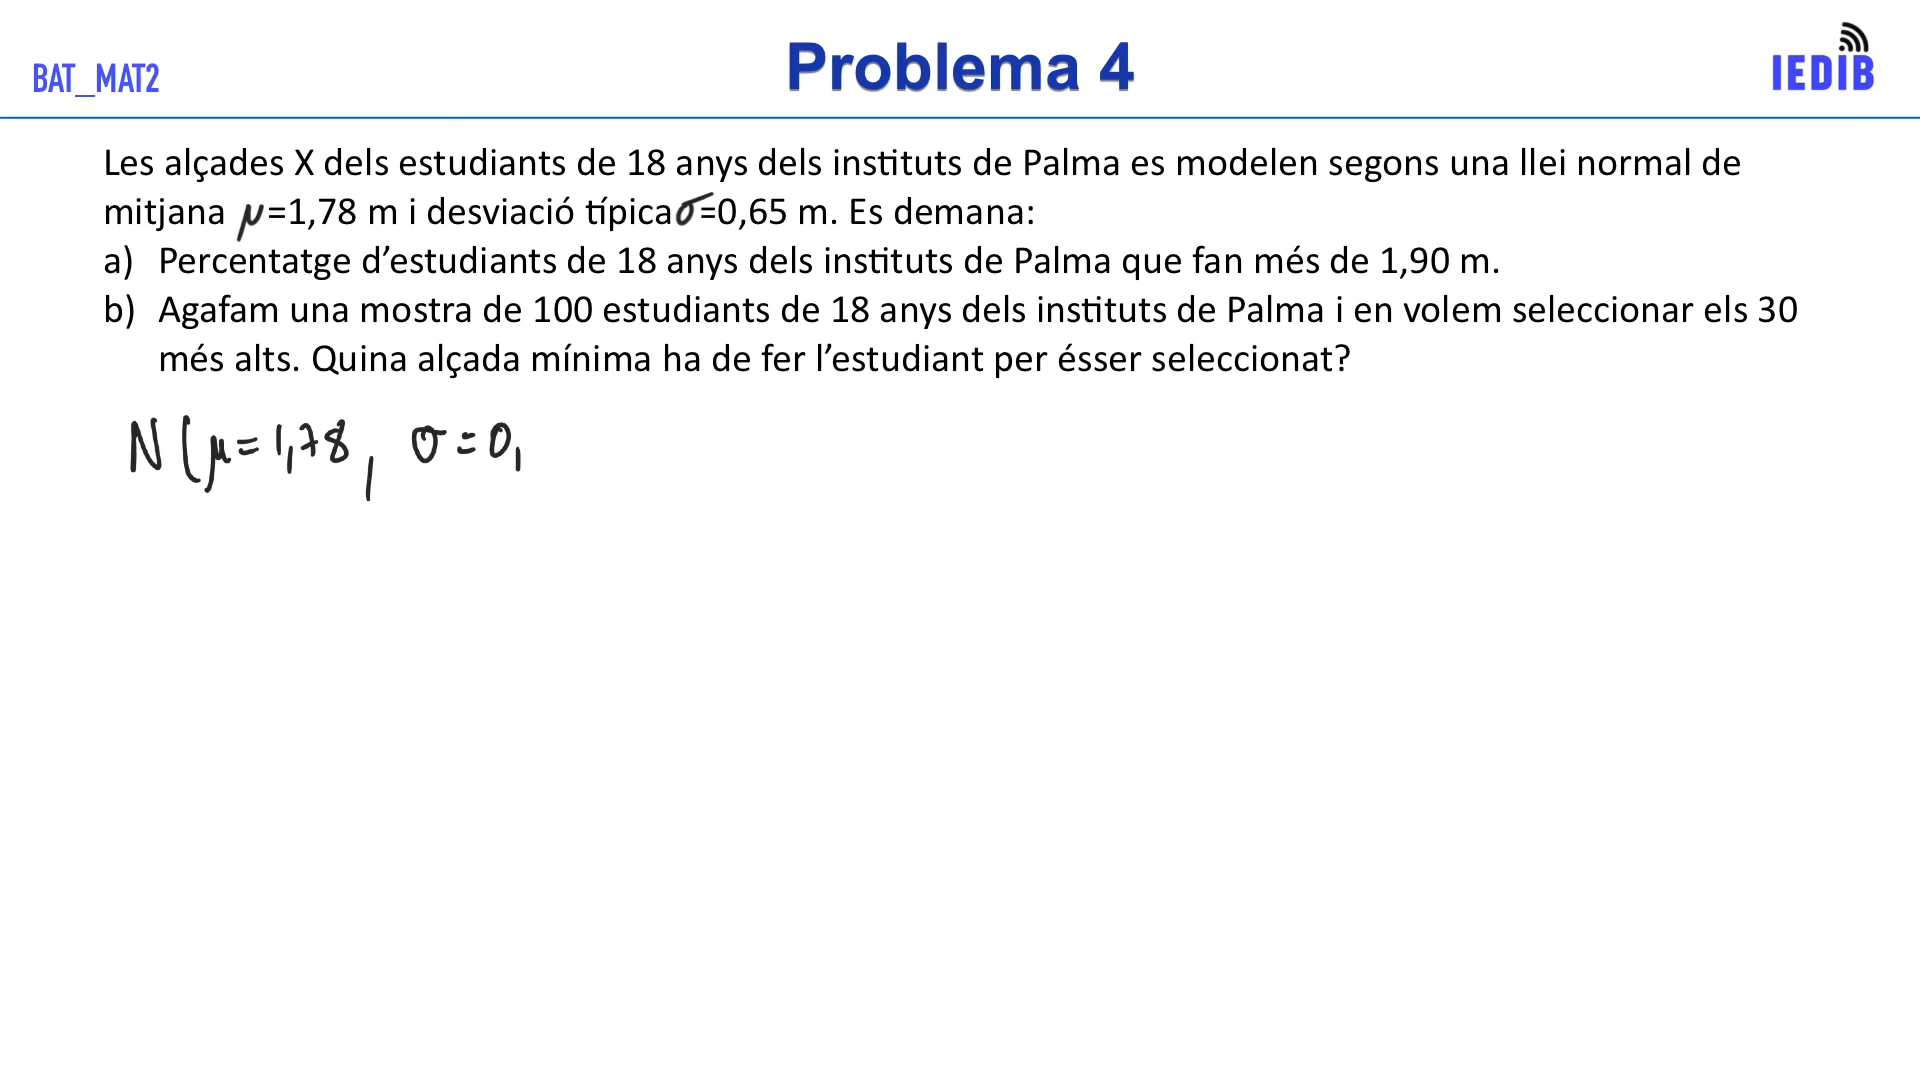 BAT_MAT2
Problema 4
IEDIB
Les alçades X dels estudiants de 18 anys dels instituts de Palma es modelen segons una llei normal de
mitjana μ=1,78 m i desviació típica σ=0,65 m. Es demana:
a) Percentatge d’estudiants de 18 anys dels instituts de Palma que fan més de 1,90 m.
b) Agafam una mostra de 100 estudiants de 18 anys dels instituts de Palma i en volem seleccionar els 30
més alts. Quina alçada mínima ha de fer l’estudiant per ésser seleccionat?
N(μ=1,78, σ=0,